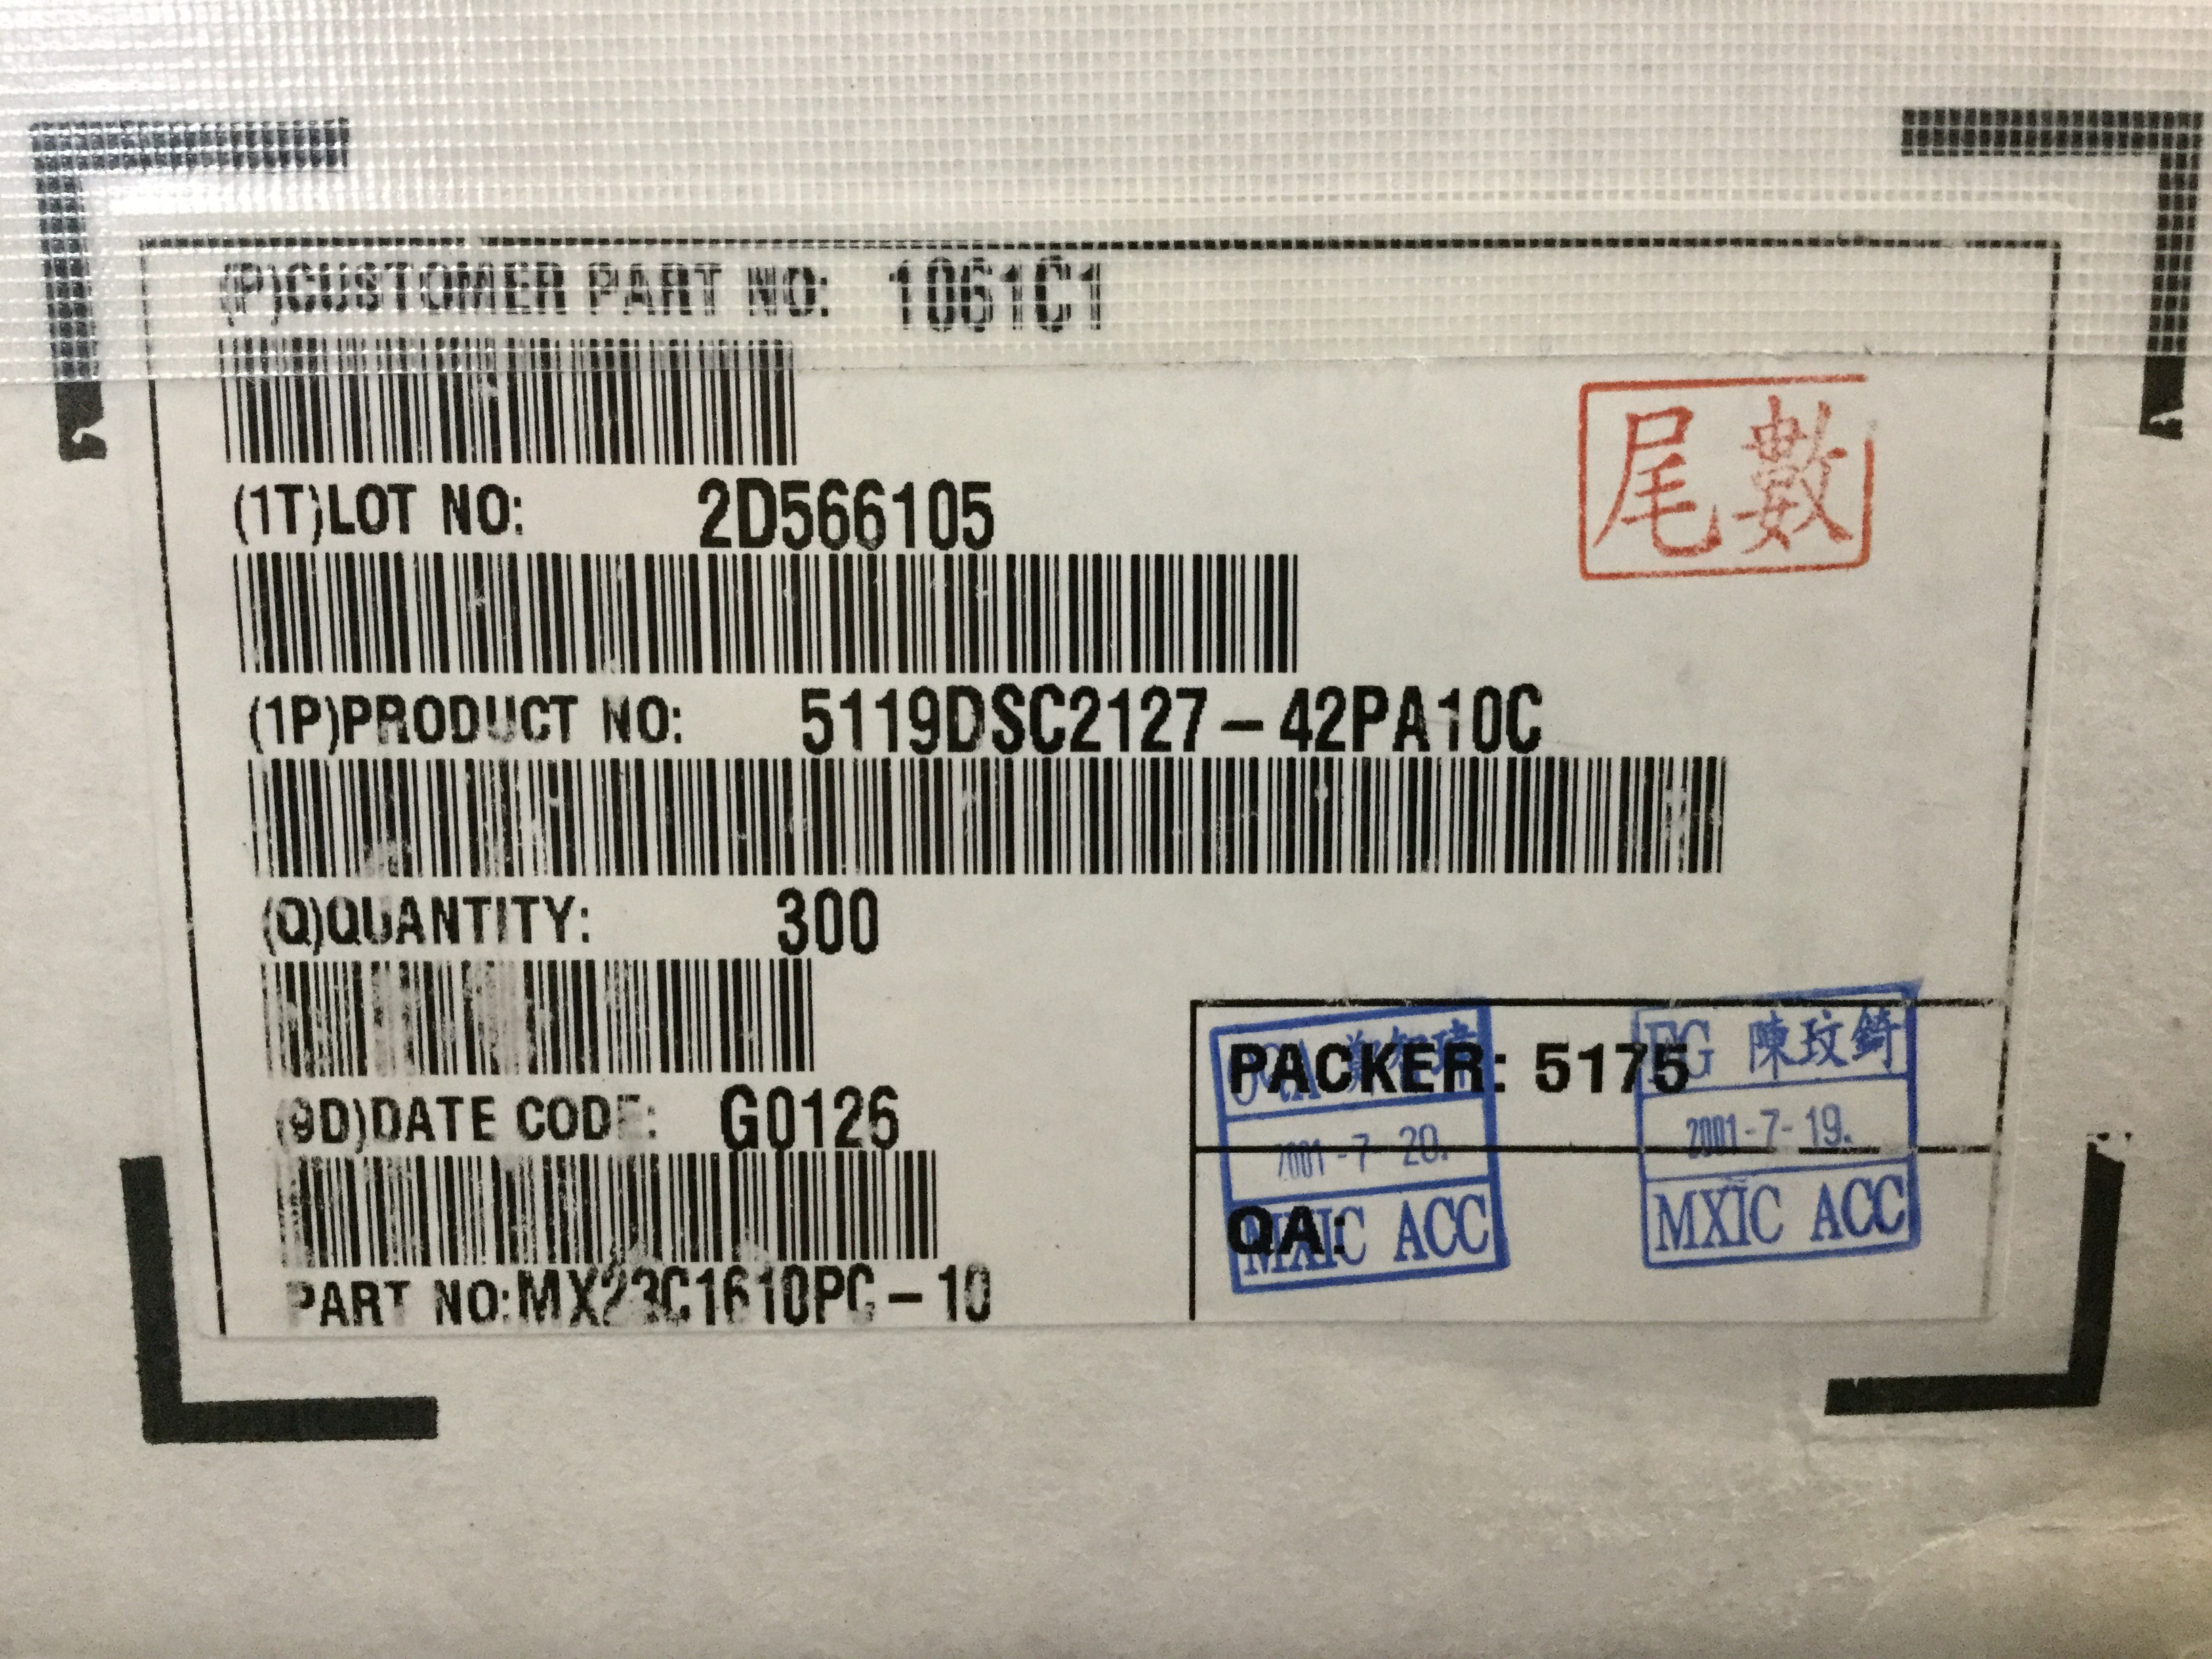 (P)CUSTOMER PART NO: 1061C1
尾數
(1T)LOT NO: 2D566105
(1P)PRODUCT NO: 5119DSC2127-42PA10C
(Q)QUANTITY: 300
PACKER: 5175
FG 陳玟錡
(9D)DATE CODE: G0126
2001-7-20.
2001-7-19.
QA:
MXIC ACC
MXIC ACC
PART NO:MX23C1610PC-10